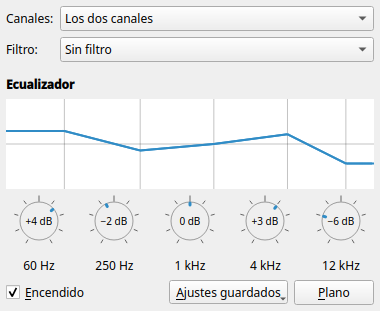 Canales: Los dos canales
Filtro: Sin filtro
Ecualizador
+4 dB −2 dB 0 dB +3 dB −6 dB
60 Hz 250 Hz 1 kHz 4 kHz 12 kHz
Encendido Ajustes guardados Plano